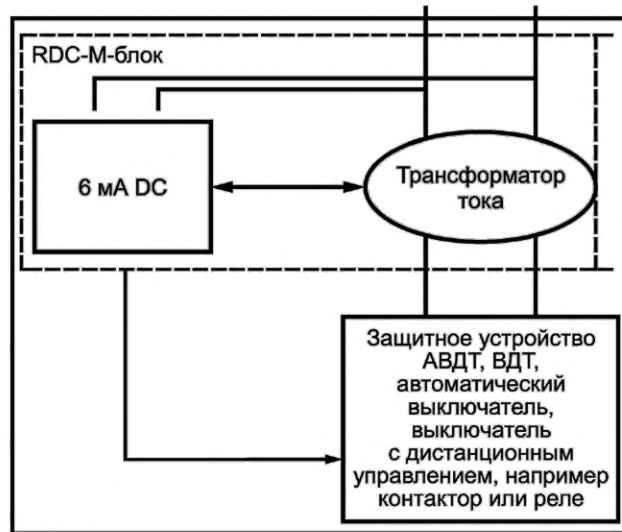 RDC-M-блок
6 мА DC
Трансформатор
тока
Защитное устройство
АВДТ, ВДТ,
автоматический
выключатель,
выключатель
с дистанционным
управлением, например
контактор или реле